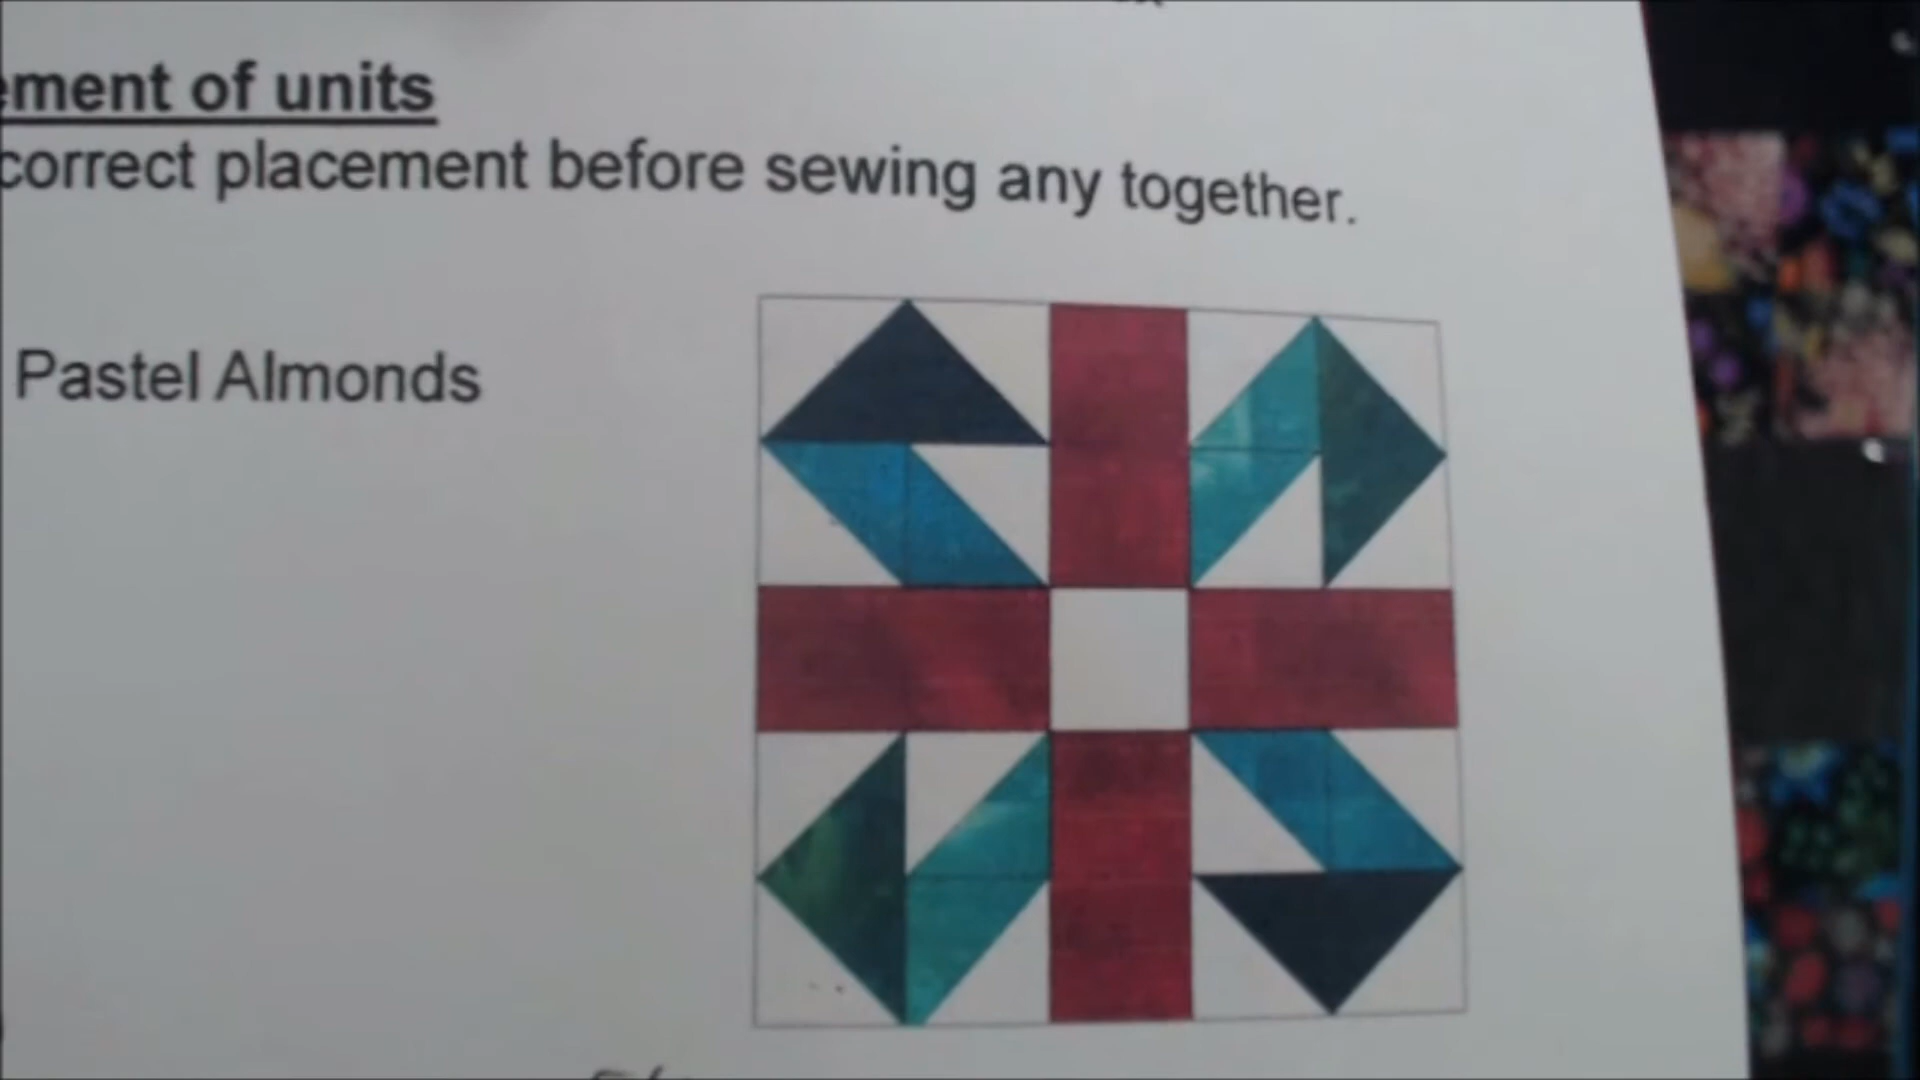 ement of units
correct placement before sewing any together.
Pastel Almonds